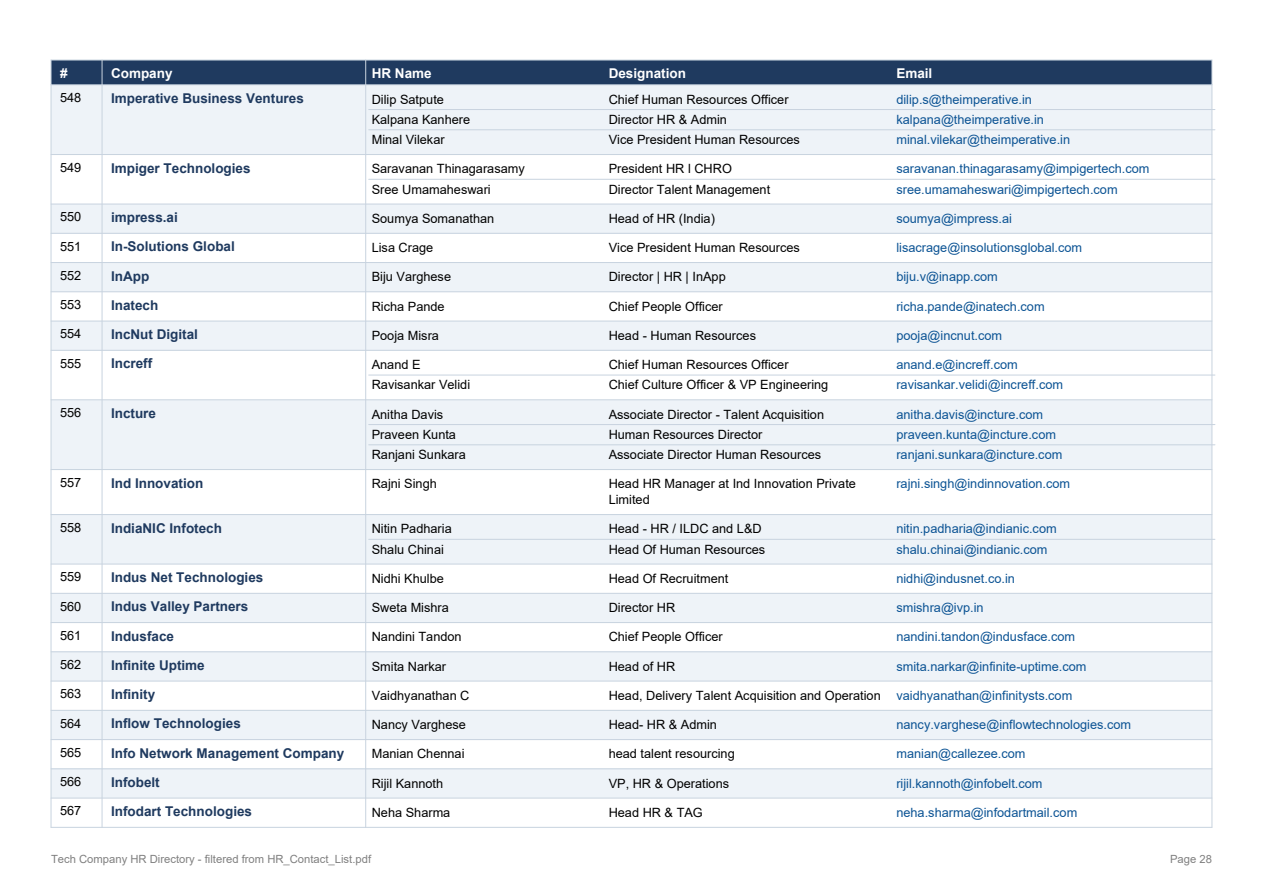 # Company HR Name Designation Email
548 Imperative Business Ventures Dilip Satpute Chief Human Resources Officer dilip.s@theimperative.in
Kalpana Kanhere Director HR & Admin kalpana@theimperative.in
Minal Vilekar Vice President Human Resources minal.vilekar@theimperative.in
549 Impiger Technologies Saravanan Thinagarasamy President HR I CHRO saravanan.thinagarasamy@impigertech.com
Sree Umamaheswari Director Talent Management sree.umamaheswari@impigertech.com
550 impress.ai Soumya Somanathan Head of HR (India) soumya@impress.ai
551 In-Solutions Global Lisa Crage Vice President Human Resources lisacrage@insolutionsglobal.com
552 InApp Biju Varghese Director | HR | InApp biju.v@inapp.com
553 Inatech Richa Pande Chief People Officer richa.pande@inatech.com
554 IncNut Digital Pooja Misra Head - Human Resources pooja@incnut.com
555 Increff Anand E Chief Human Resources Officer anand.e@increff.com
Ravisankar Velidi Chief Culture Officer & VP Engineering ravisankar.velidi@increff.com
556 Incture Anitha Davis Associate Director - Talent Acquisition anitha.davis@incture.com
Praveen Kunta Human Resources Director praveen.kunta@incture.com
Ranjani Sunkara Associate Director Human Resources ranjani.sunkara@incture.com
557 Ind Innovation Rajni Singh Head HR Manager at Ind Innovation Private rajni.singh@indinnovation.com
Limited
558 IndiaNIC Infotech Nitin Padharia Head - HR / ILDC and L&D nitin.padharia@indianic.com
Shalu Chinai Head Of Human Resources shalu.chinai@indianic.com
559 Indus Net Technologies Nidhi Khulbe Head Of Recruitment nidhi@indusnet.co.in
560 Indus Valley Partners Sweta Mishra Director HR smishra@ivp.in
561 Indusface Nandini Tandon Chief People Officer nandini.tandon@indusface.com
562 Infinite Uptime Smita Narkar Head of HR smita.narkar@infinite-uptime.com
563 Infinity Vaidhyanathan C Head, Delivery Talent Acquisition and Operation vaidhyanathan@infinitysts.com
564 Inflow Technologies Nancy Varghese Head- HR & Admin nancy.varghese@inflowtechnologies.com
565 Info Network Management Company Manian Chennai head talent resourcing manian@callezee.com
566 Infobelt Rijil Kannoth VP, HR & Operations rijil.kannoth@infobelt.com
567 Infodart Technologies Neha Sharma Head HR & TAG neha.sharma@infodartmail.com
Tech Company HR Directory - filtered from HR_Contact_List.pdf Page 28